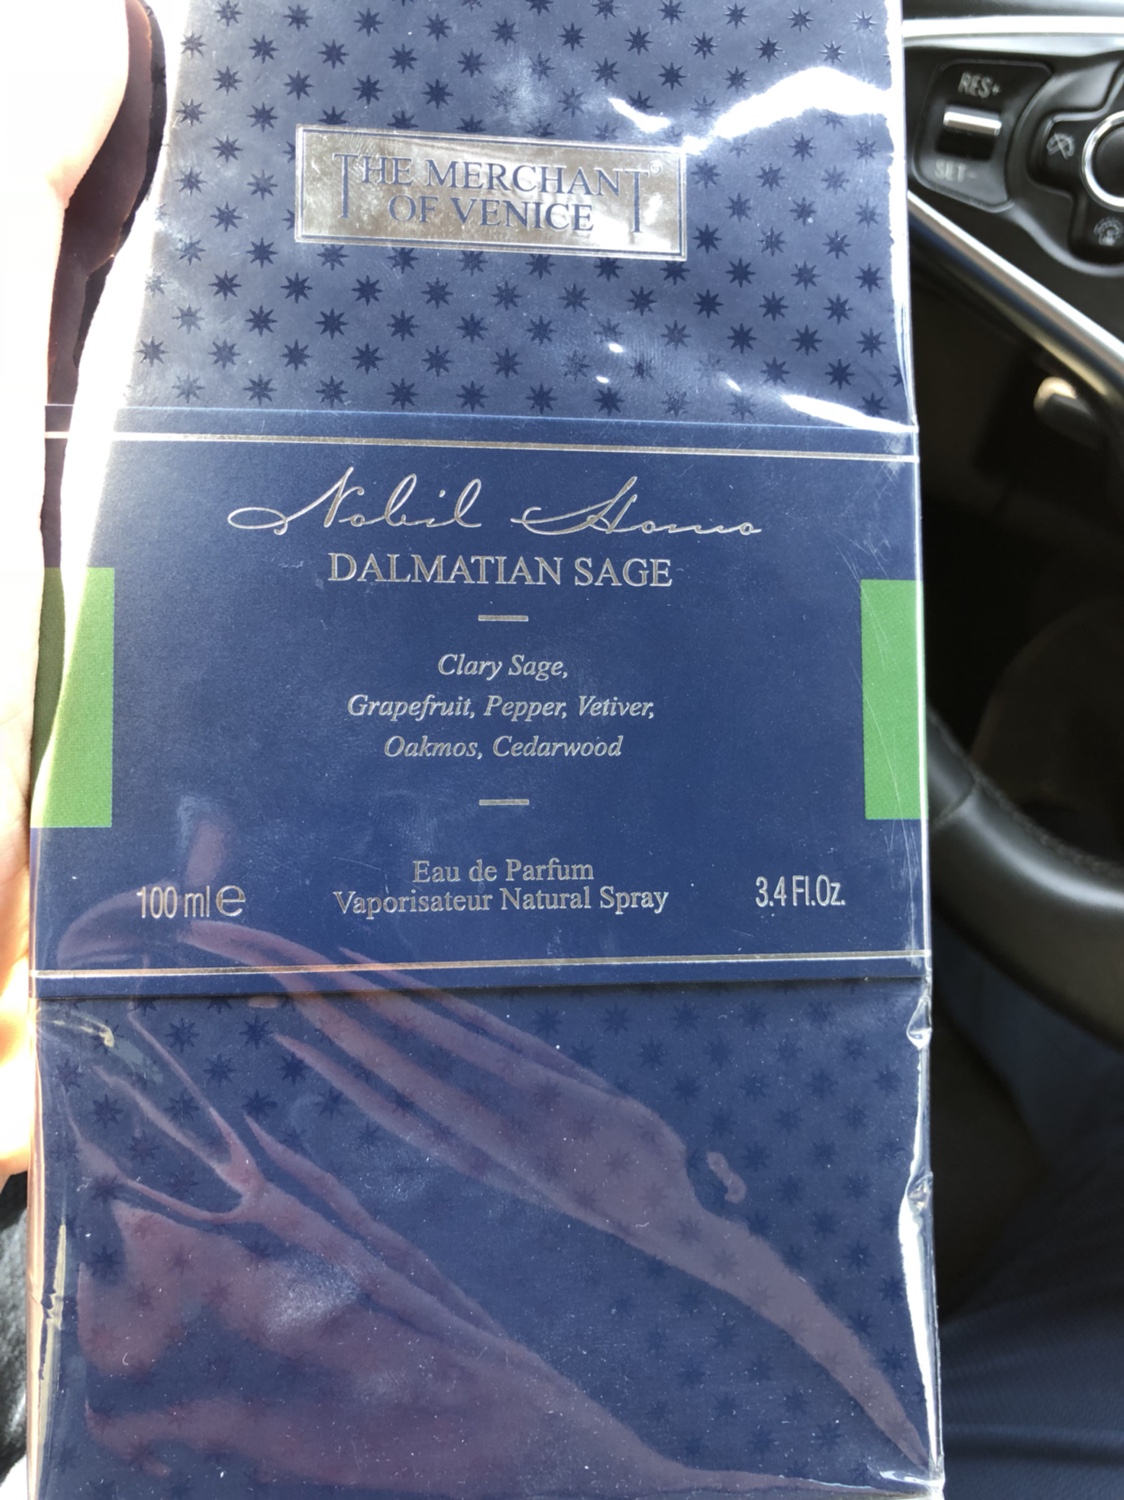 RES+
SET-
THE MERCHANT®
OF VENICE
Nobil Homo
DALMATIAN SAGE
Clary Sage,
Grapefruit, Pepper, Vetiver,
Oakmos, Cedarwood
Eau de Parfum
100 ml ℮ Vaporisateur Natural Spray 3.4 Fl.Oz.